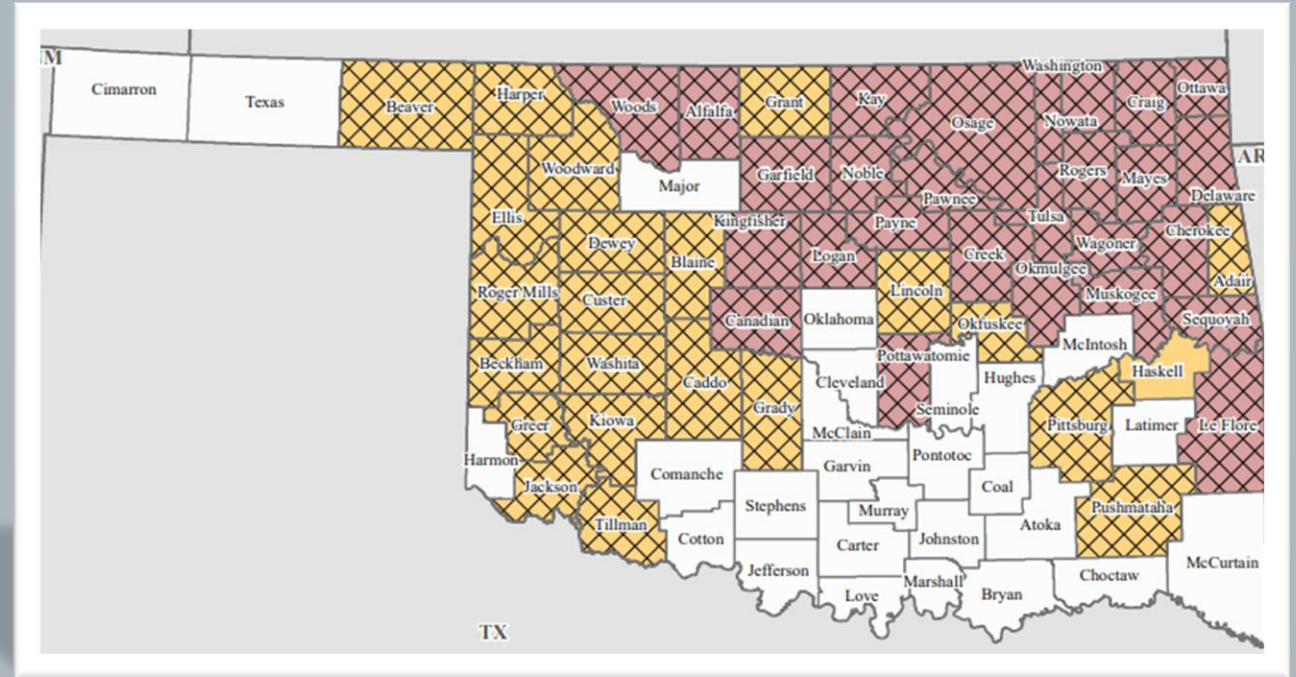 M
Cimarron
Texas
Beaver
Harper
Woods
Alfalfa
Grant
Kay
Osage
Washington
Nowata
Craig
Ottawa
AR
Woodward
Major
Garfield
Noble
Pawnee
Rogers
Mayes
Delaware
Ellis
Dewey
Blaine
Kingfisher
Logan
Payne
Creek
Tulsa
Wagoner
Cherokee
Adair
Roger Mills
Custer
Canadian
Oklahoma
Lincoln
Okfuskee
Okmulgee
Muskogee
Sequoyah
Beckham
Washita
Caddo
Grady
Cleveland
Pottawatomie
Seminole
Hughes
McIntosh
Haskell
Greer
Kiowa
McClain
Pittsburg
Latimer
Le Flore
Harmon
Jackson
Comanche
Garvin
Pontotoc
Coal
Tillman
Cotton
Stephens
Murray
Johnston
Atoka
Pushmataha
Jefferson
Carter
Love
Marshall
Bryan
Choctaw
McCurtain
TX